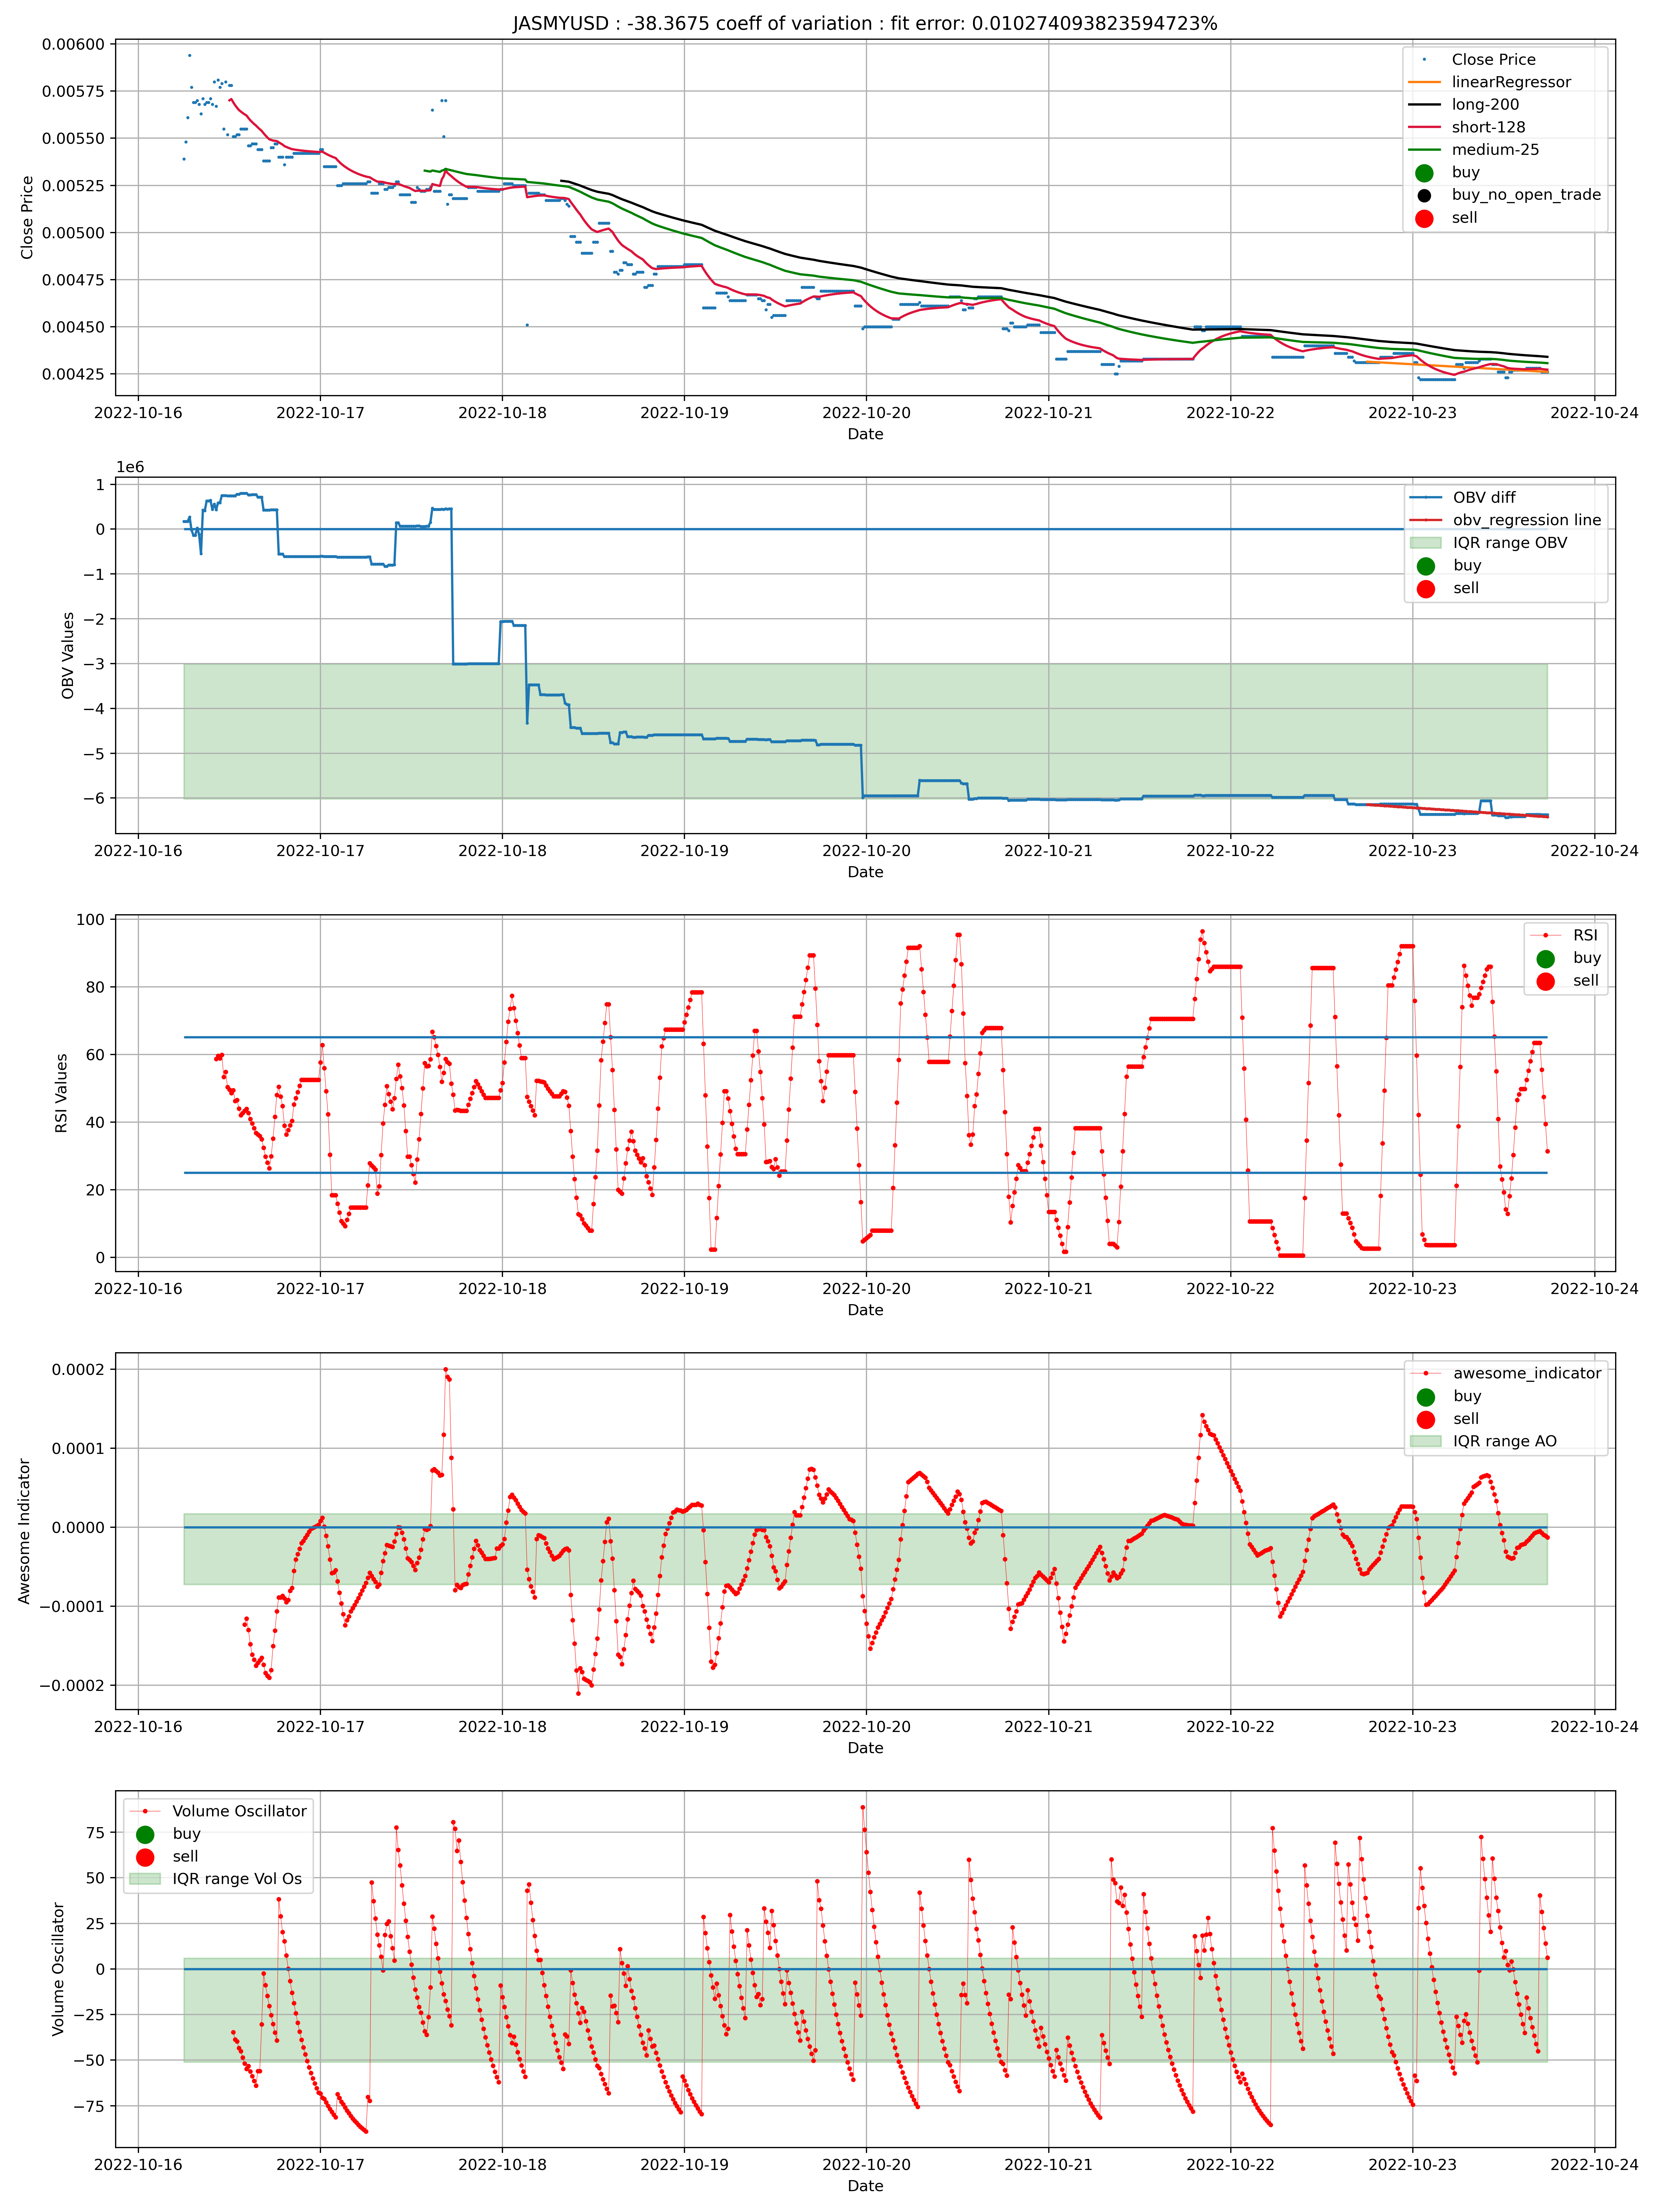 JASMYUSD : -38.3675 coeff of variation : fit error: 0.010274093823594723%
0.00600
0.00575
0.00550
0.00525
0.00500
0.00475
0.00450
0.00425
Close Price
Close Price
linearRegressor
long-200
short-128
medium-25
buy
buy_no_open_trade
sell
2022-10-16 2022-10-17 2022-10-18 2022-10-19 2022-10-20 2022-10-21 2022-10-22 2022-10-23 2022-10-24
Date
1e6
1
0
−1
−2
−3
−4
−5
−6
OBV Values
OBV diff
obv_regression line
IQR range OBV
buy
sell
2022-10-16 2022-10-17 2022-10-18 2022-10-19 2022-10-20 2022-10-21 2022-10-22 2022-10-23 2022-10-24
Date
100
80
60
40
20
0
RSI Values
RSI
buy
sell
2022-10-16 2022-10-17 2022-10-18 2022-10-19 2022-10-20 2022-10-21 2022-10-22 2022-10-23 2022-10-24
Date
0.0002
0.0001
0.0000
−0.0001
−0.0002
Awesome Indicator
awesome_indicator
buy
sell
IQR range AO
2022-10-16 2022-10-17 2022-10-18 2022-10-19 2022-10-20 2022-10-21 2022-10-22 2022-10-23 2022-10-24
Date
75
50
25
0
−25
−50
−75
Volume Oscillator
Volume Oscillator
buy
sell
IQR range Vol Os
2022-10-16 2022-10-17 2022-10-18 2022-10-19 2022-10-20 2022-10-21 2022-10-22 2022-10-23 2022-10-24
Date